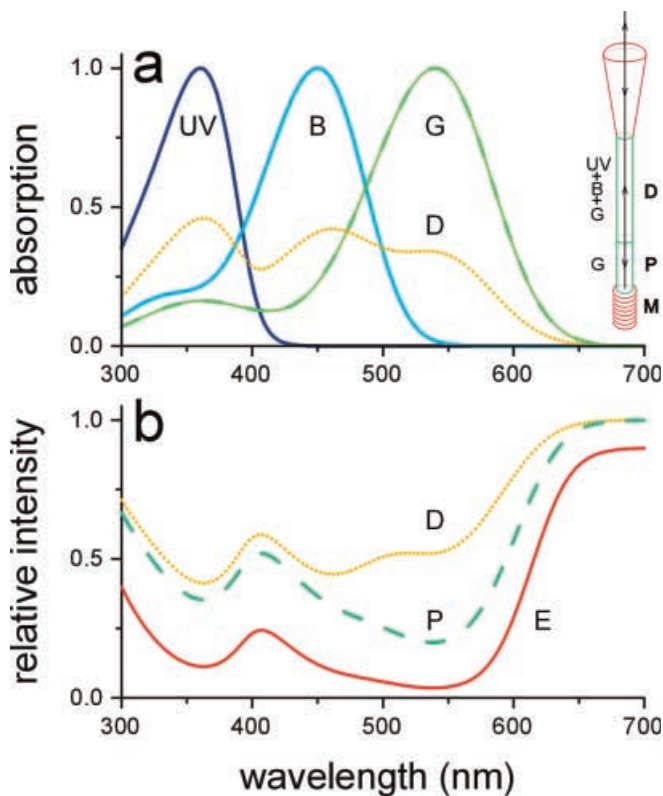 a
absorption
1.0
0.5
0.0
UV
B
G
D
300
400
500
600
700
UV
+
B
+
G
D
G
P
M
b
relative intensity
1.0
0.5
0.0
D
P
E
300
400
500
600
700
wavelength (nm)